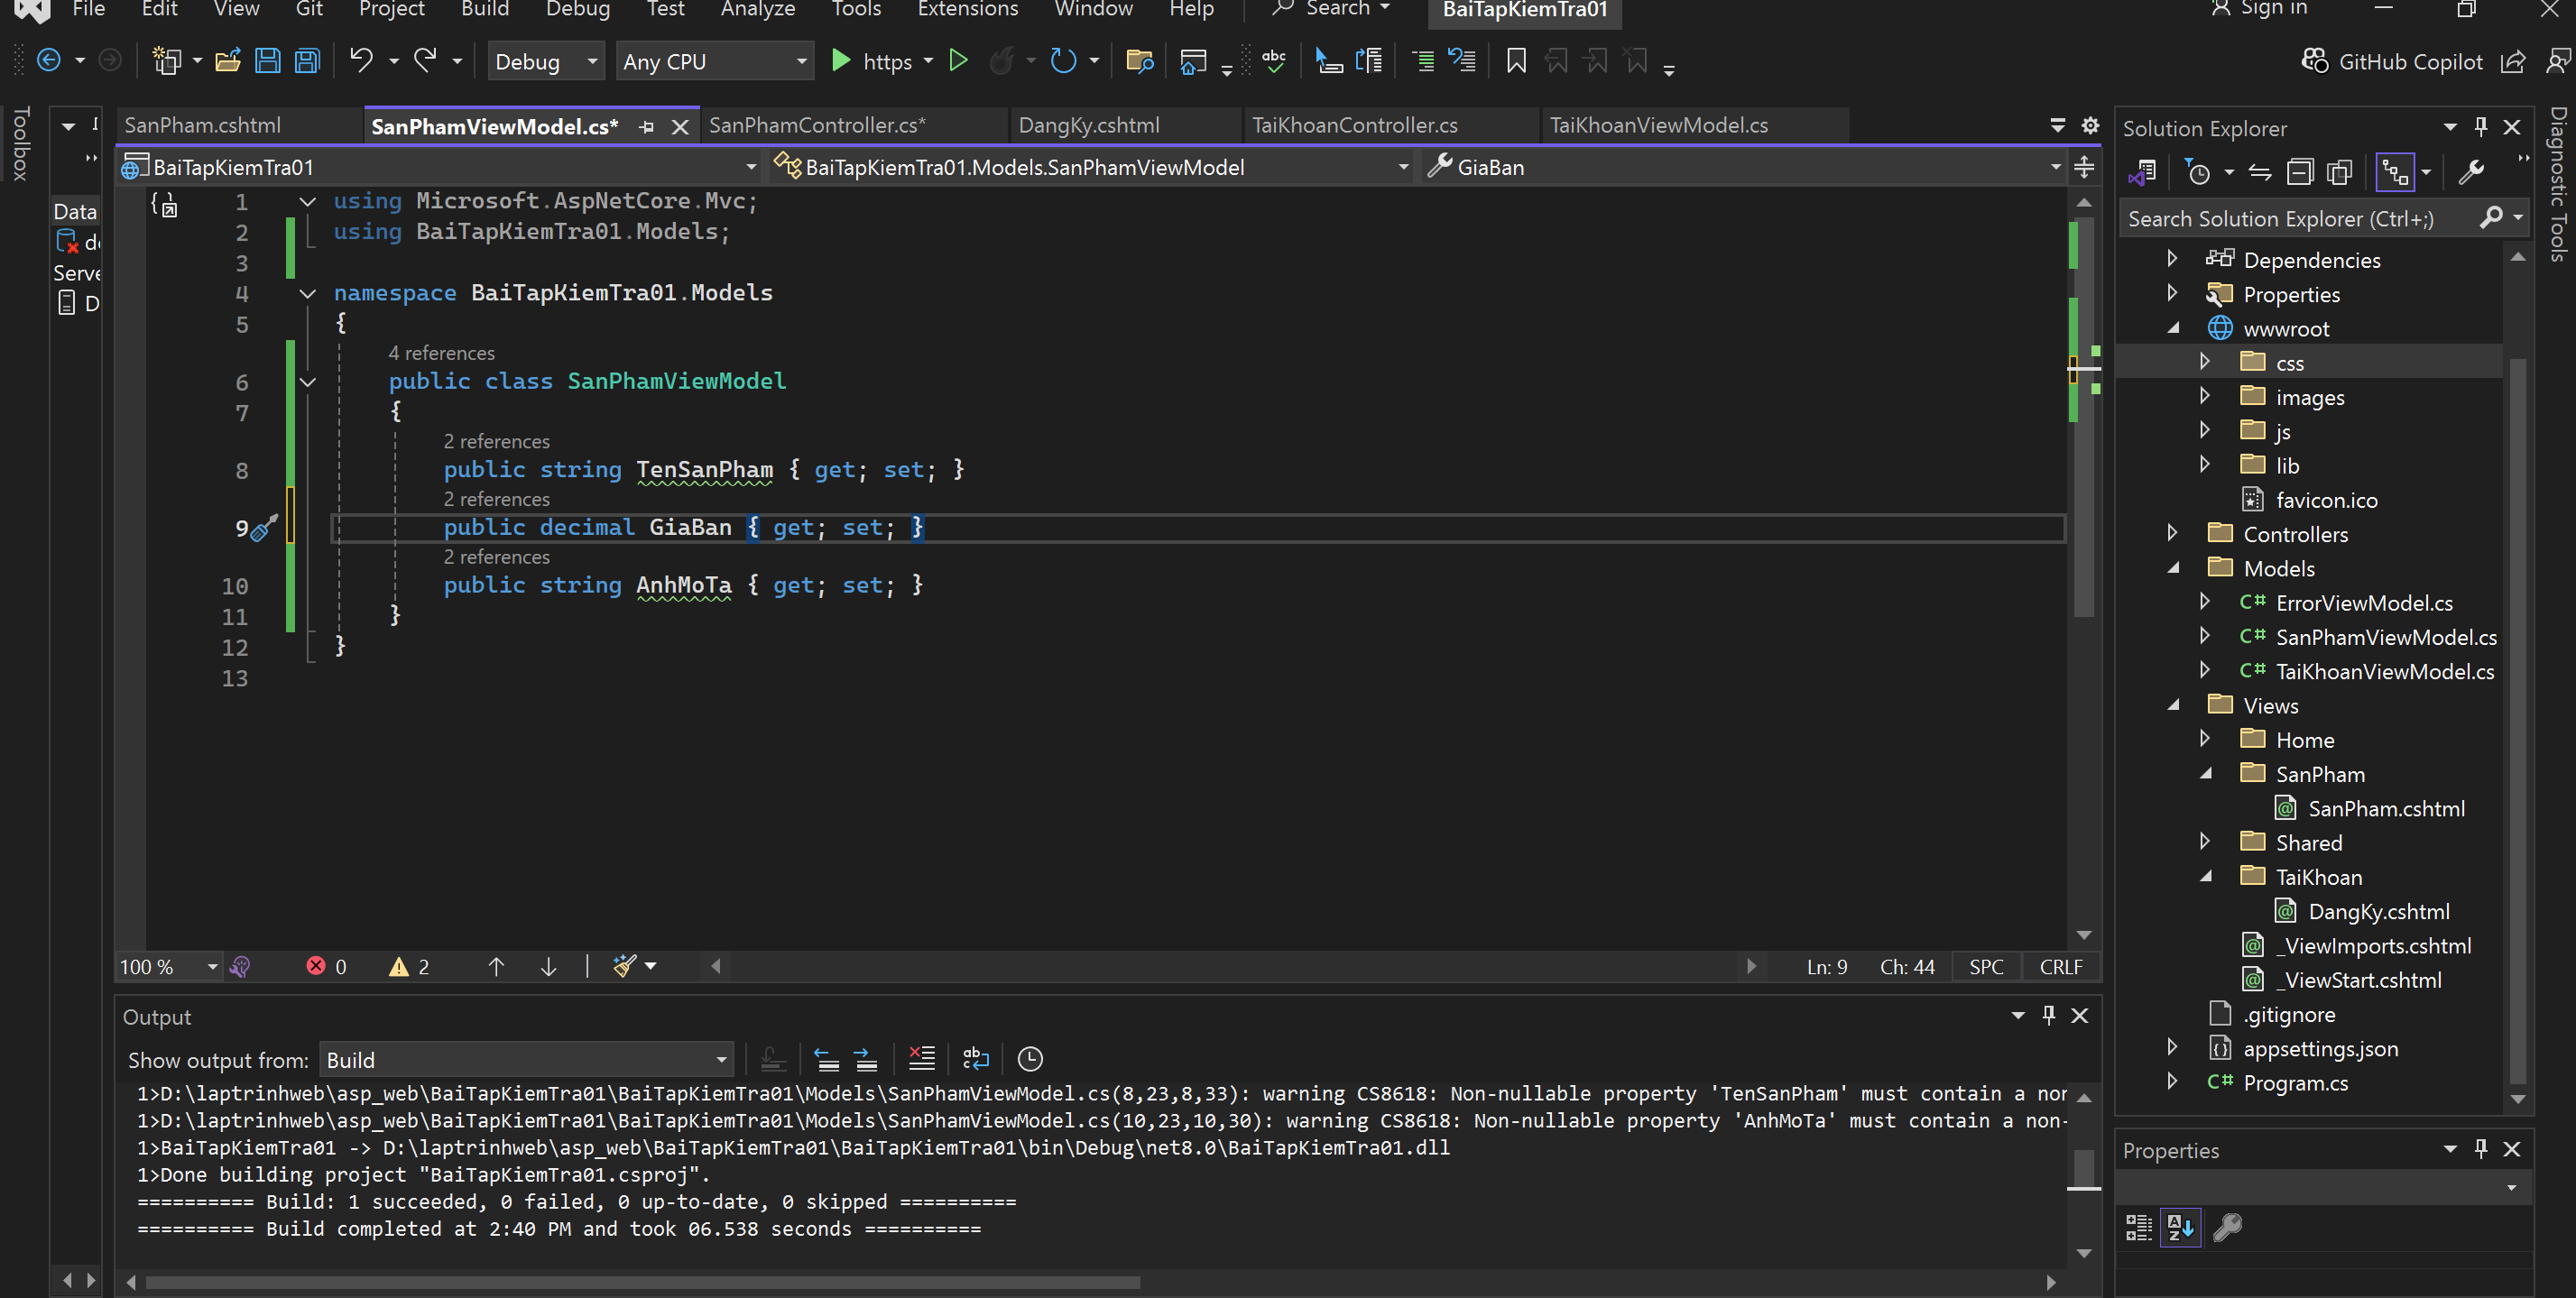 File Edit View Git Project Build Debug Test Analyze Tools Extensions Window Help Search BaiTapKiemTra01 Sign in
Debug Any CPU https GitHub Copilot
Toolbox
SanPham.cshtml SanPhamViewModel.cs* SanPhamController.cs* DangKy.cshtml TaiKhoanController.cs TaiKhoanViewModel.cs
BaiTapKiemTra01 BaiTapKiemTra01.Models.SanPhamViewModel GiaBan
Data
Serve
D
1 using Microsoft.AspNetCore.Mvc;
2 using BaiTapKiemTra01.Models;
3
4 namespace BaiTapKiemTra01.Models
5 {
4 references
6 public class SanPhamViewModel
7 {
2 references
8 public string TenSanPham { get; set; }
2 references
9 public decimal GiaBan { get; set; }
2 references
10 public string AnhMoTa { get; set; }
11 }
12 }
13
100 % 0 2 Ln: 9 Ch: 44 SPC CRLF
Output
Show output from: Build
1>D:\laptrinhweb\asp_web\BaiTapKiemTra01\BaiTapKiemTra01\Models\SanPhamViewModel.cs(8,23,8,33): warning CS8618: Non-nullable property 'TenSanPham' must contain a nor
1>D:\laptrinhweb\asp_web\BaiTapKiemTra01\BaiTapKiemTra01\Models\SanPhamViewModel.cs(10,23,10,30): warning CS8618: Non-nullable property 'AnhMoTa' must contain a non-
1>BaiTapKiemTra01 -> D:\laptrinhweb\asp_web\BaiTapKiemTra01\BaiTapKiemTra01\bin\Debug\net8.0\BaiTapKiemTra01.dll
1>Done building project "BaiTapKiemTra01.csproj".
========== Build: 1 succeeded, 0 failed, 0 up-to-date, 0 skipped ==========
========== Build completed at 2:40 PM and took 06.538 seconds ==========
Solution Explorer
Search Solution Explorer (Ctrl+;)
Dependencies
Properties
wwwroot
css
images
js
lib
favicon.ico
Controllers
Models
C# ErrorViewModel.cs
C# SanPhamViewModel.cs
C# TaiKhoanViewModel.cs
Views
Home
SanPham
SanPham.cshtml
Shared
TaiKhoan
DangKy.cshtml
_ViewImports.cshtml
_ViewStart.cshtml
.gitignore
appsettings.json
C# Program.cs
Properties
Diagnostic Tools